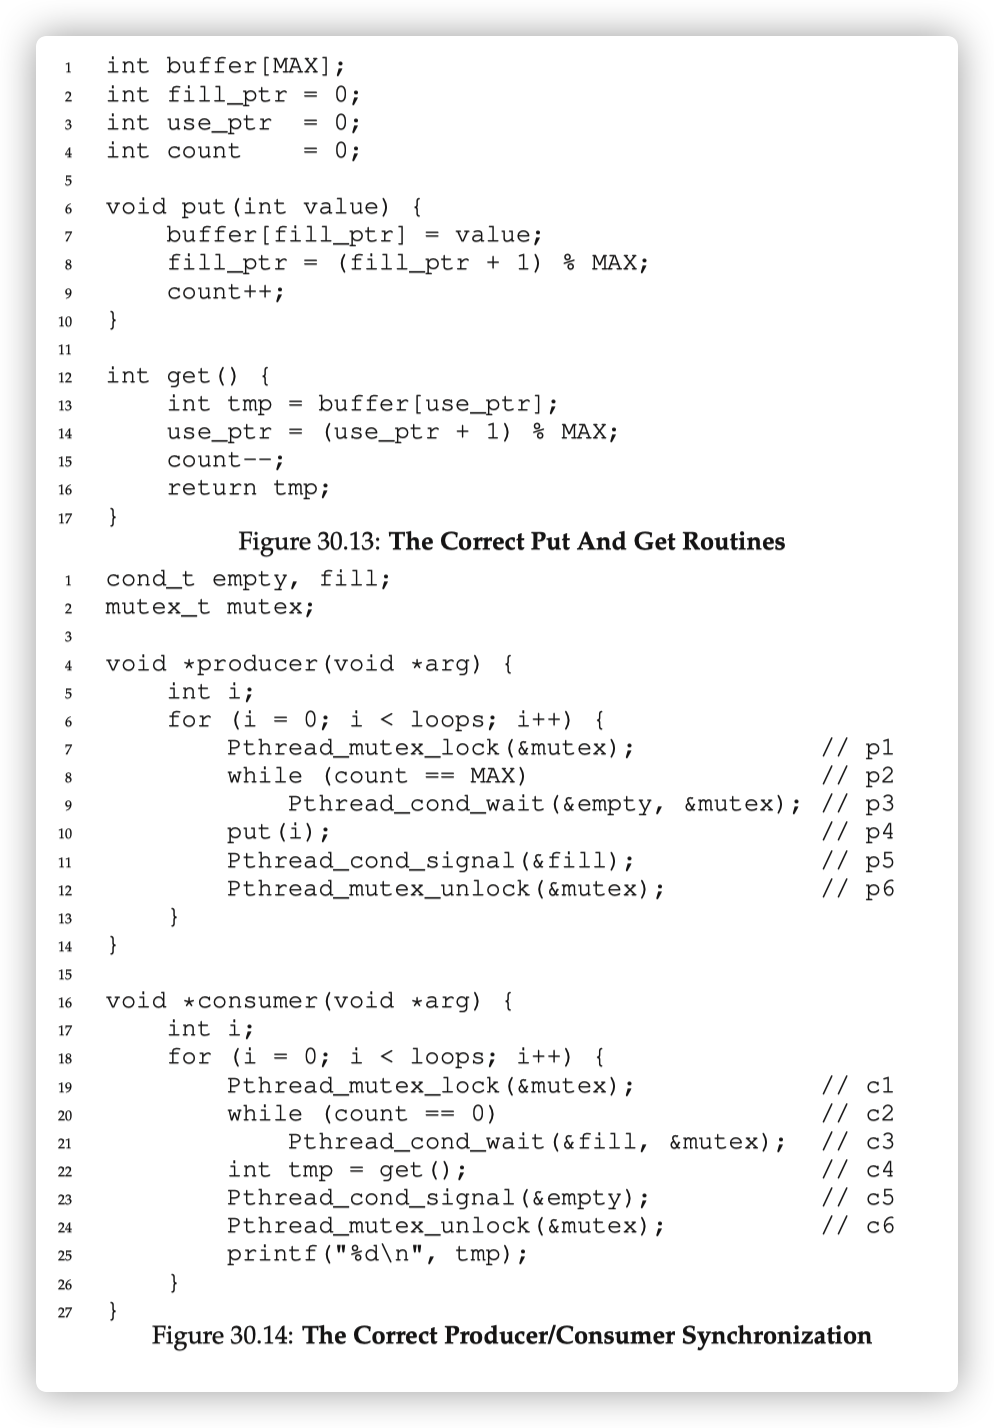 1 int buffer[MAX];
2 int fill_ptr = 0;
3 int use_ptr  = 0;
4 int count    = 0;
5
6 void put(int value) {
7     buffer[fill_ptr] = value;
8     fill_ptr = (fill_ptr + 1) % MAX;
9     count++;
10 }
11
12 int get() {
13     int tmp = buffer[use_ptr];
14     use_ptr = (use_ptr + 1) % MAX;
15     count--;
16     return tmp;
17 }
Figure 30.13: The Correct Put And Get Routines
1 cond_t empty, fill;
2 mutex_t mutex;
3
4 void *producer(void *arg) {
5     int i;
6     for (i = 0; i < loops; i++) {
7         Pthread_mutex_lock(&mutex);            // p1
8         while (count == MAX)                   // p2
9             Pthread_cond_wait(&empty, &mutex); // p3
10         put(i);                                // p4
11         Pthread_cond_signal(&fill);            // p5
12         Pthread_mutex_unlock(&mutex);          // p6
13     }
14 }
15
16 void *consumer(void *arg) {
17     int i;
18     for (i = 0; i < loops; i++) {
19         Pthread_mutex_lock(&mutex);            // c1
20         while (count == 0)                     // c2
21             Pthread_cond_wait(&fill, &mutex);  // c3
22         int tmp = get();                       // c4
23         Pthread_cond_signal(&empty);           // c5
24         Pthread_mutex_unlock(&mutex);          // c6
25         printf("%d\n", tmp);
26     }
27 }
Figure 30.14: The Correct Producer/Consumer Synchronization